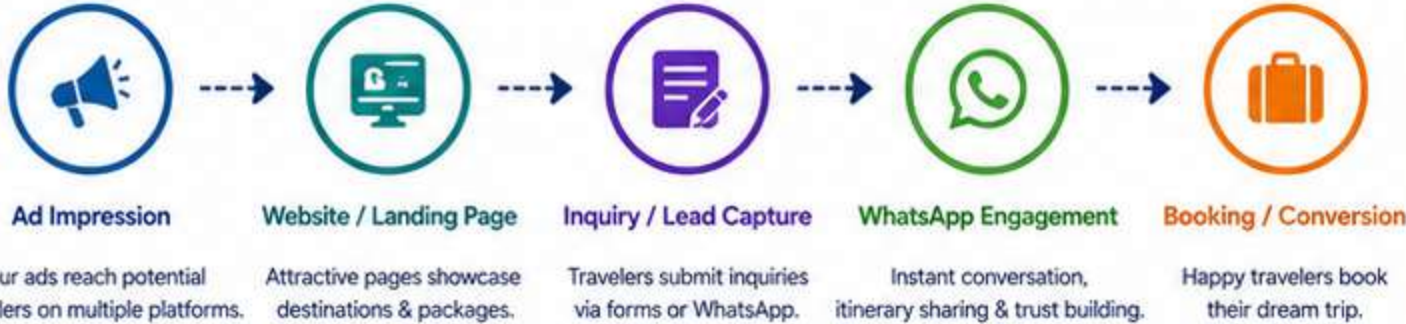 Ad Impression
Website / Landing Page
Inquiry / Lead Capture
WhatsApp Engagement
Booking / Conversion
ur ads reach potential
lers on multiple platforms.
Attractive pages showcase
destinations & packages.
Travelers submit inquiries
via forms or WhatsApp.
Instant conversation,
itinerary sharing & trust building.
Happy travelers book
their dream trip.